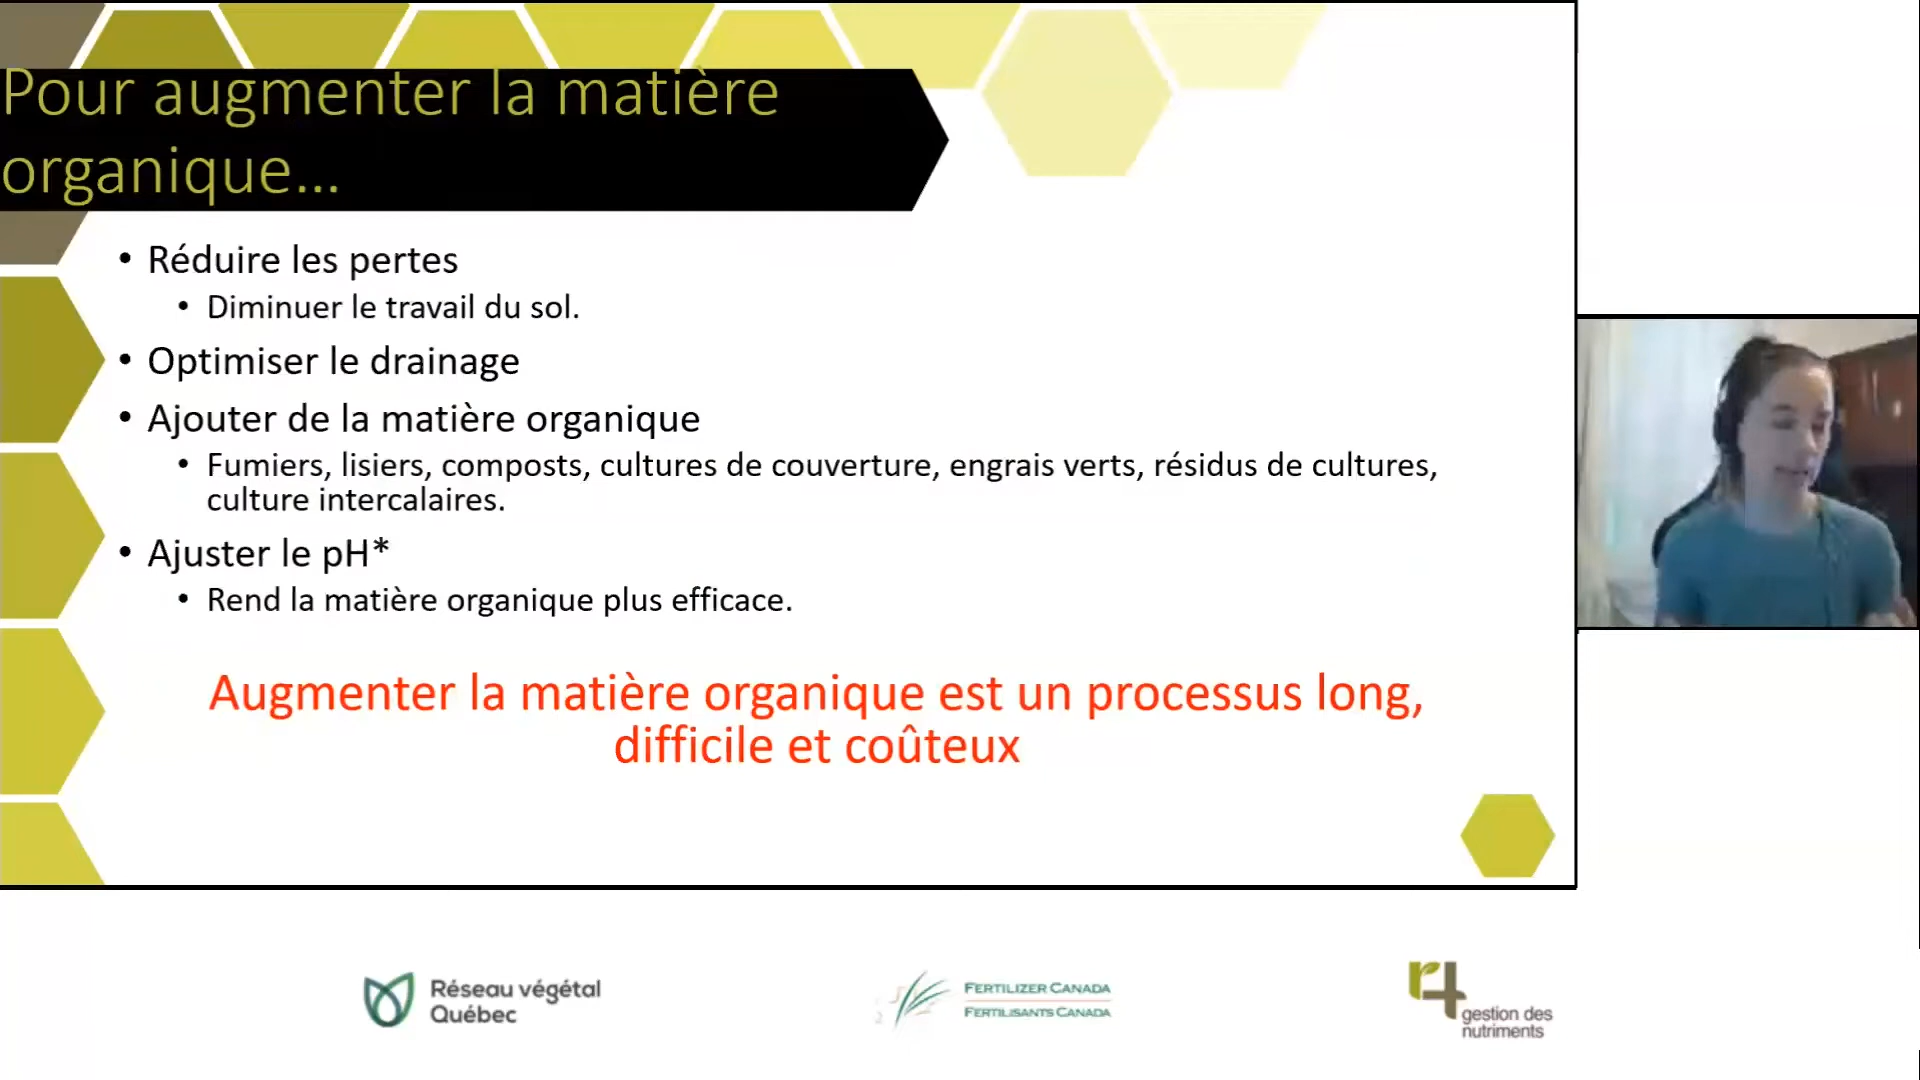 Pour augmenter la matière
organique...
• Réduire les pertes
• Diminuer le travail du sol.
• Optimiser le drainage
• Ajouter de la matière organique
• Fumiers, lisiers, composts, cultures de couverture, engrais verts, résidus de cultures,
culture intercalaires.
• Ajuster le pH*
• Rend la matière organique plus efficace.
Augmenter la matière organique est un processus long,
difficile et coûteux
Réseau végétal
Québec
FERTILIZER CANADA
FERTILISANTS CANADA
r4
gestion des
nutriments